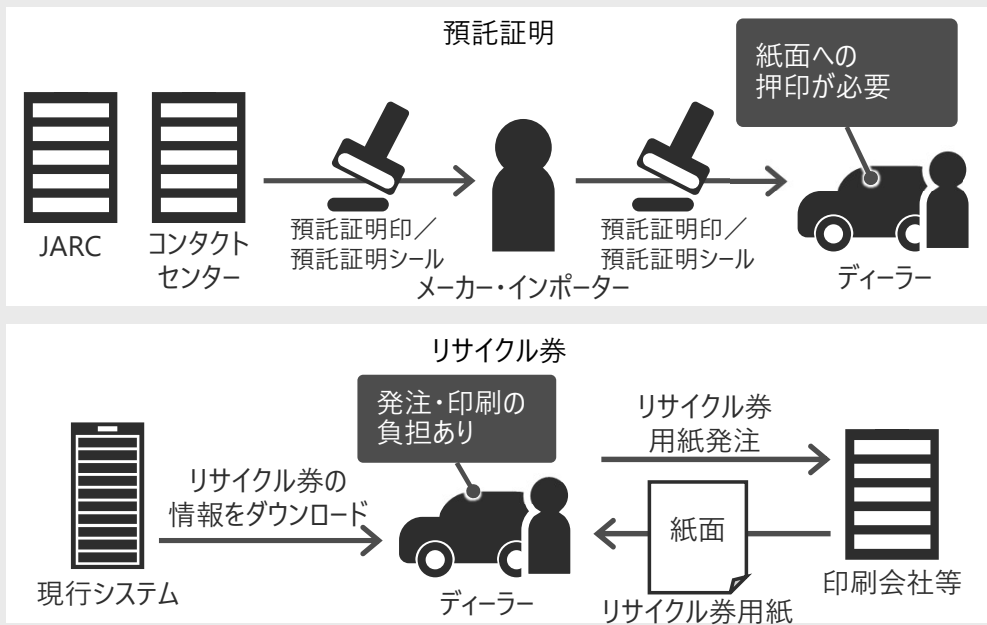 預託証明
紙面への
押印が必要
JARC
コンタクト
センター
預託証明印／
預託証明シール
メーカー・インポーター
預託証明印／
預託証明シール
ディーラー
リサイクル券
発注・印刷の
負担あり
リサイクル券
用紙発注
リサイクル券の
情報をダウンロード
紙面
現行システム
ディーラー
リサイクル券用紙
印刷会社等